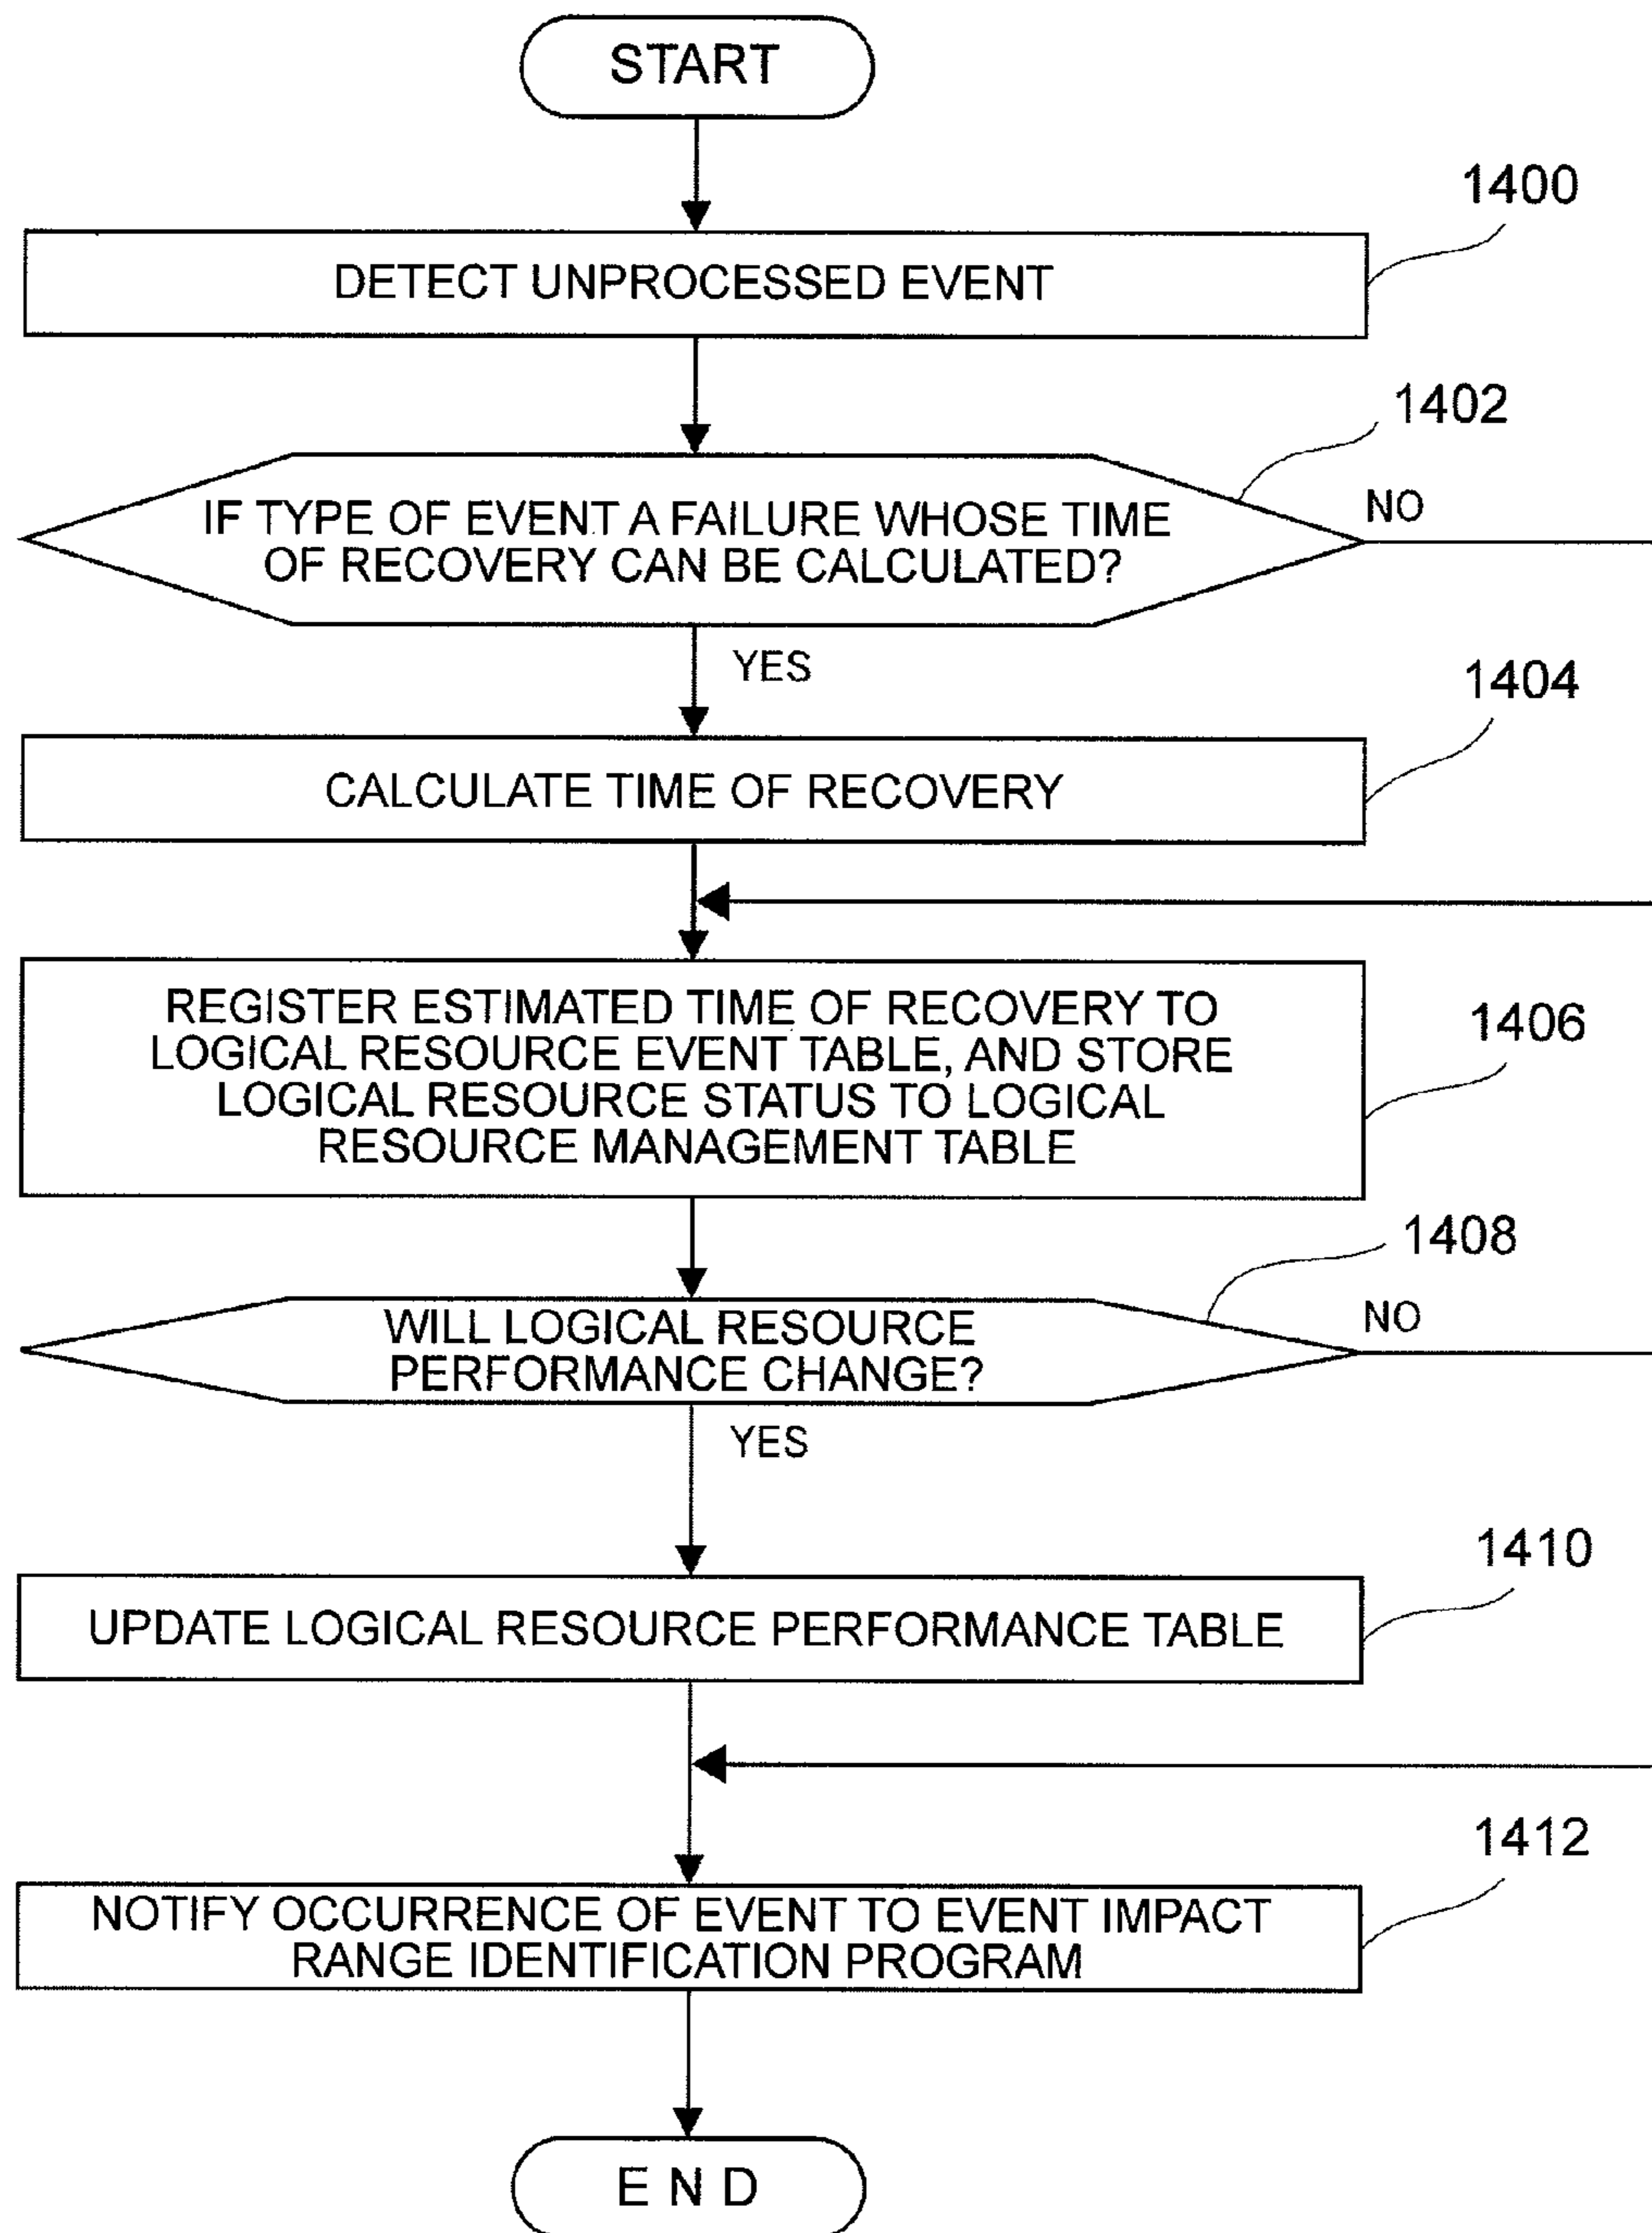 START
1400
DETECT UNPROCESSED EVENT
1402
IF TYPE OF EVENT A FAILURE WHOSE TIME
OF RECOVERY CAN BE CALCULATED?
NO
YES
1404
CALCULATE TIME OF RECOVERY
REGISTER ESTIMATED TIME OF RECOVERY TO
LOGICAL RESOURCE EVENT TABLE, AND STORE
LOGICAL RESOURCE STATUS TO LOGICAL
RESOURCE MANAGEMENT TABLE
1406
1408
WILL LOGICAL RESOURCE
PERFORMANCE CHANGE?
NO
YES
1410
UPDATE LOGICAL RESOURCE PERFORMANCE TABLE
1412
NOTIFY OCCURRENCE OF EVENT TO EVENT IMPACT
RANGE IDENTIFICATION PROGRAM
E N D